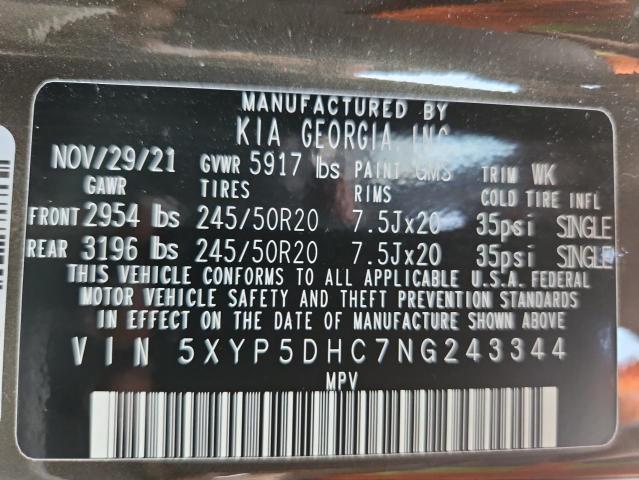 MANUFACTURED BY
KIA GEORGIA, INC
NOV/29/21 GVWR 5917 lbs PAINT GMS TRIM WK
GAWR TIRES RIMS COLD TIRE INFL
FRONT 2954 lbs 245/50R20 7.5Jx20 35psi SINGLE
REAR 3196 lbs 245/50R20 7.5Jx20 35psi SINGLE
THIS VEHICLE CONFORMS TO ALL APPLICABLE U.S.A. FEDERAL
MOTOR VEHICLE SAFETY AND THEFT PREVENTION STANDARDS
IN EFFECT ON THE DATE OF MANUFACTURE SHOWN ABOVE
VIN 5XYP5DHC7NG243344
MPV